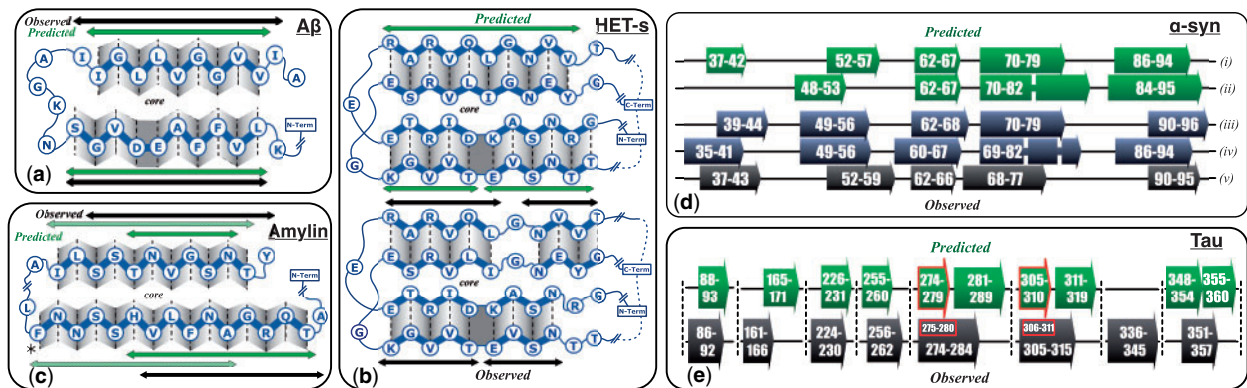 Observed
Predicted
Aβ
A I G L V G V I
I L V G V V A
G
K
core
N-Term
S V A F L
N G D E F V K
(a)
Observed
Predicted
Amylin
L S N G N Y
A I S T V S T
N-Term
L
core
N S H L N G R T A
F N S V F A Q
*
(c)
Predicted
HET-s
R R Q G V T
A V L N V
E S R V L I G N E Y G
C-Term
core
E
E T R I D K A S N R G
N-Term
G
K G V V T E V S N T T
R R Q L G N V T
A V R V
E S R V L I G N E Y G
C-Term
core
E
E T R I D K A S N R G
N-Term
G
K G V V T E V S N T T
Observed
(b)
Predicted
α-syn
37-42 52-57 62-67 70-79 86-94 (i)
48-53 62-67 70-82 84-95 (ii)
39-44 49-56 62-68 70-79 90-96 (iii)
35-41 49-56 60-67 69-82 86-94 (iv)
37-43 52-59 62-66 68-77 90-95 (v)
(d) Observed
Predicted
Tau
88-93 165-171 226-231 255-260 274-279 281-289 305-310 311-319 348-354 355-360
275-280 306-311
86-92 161-166 224-230 256-262 274-284 305-315 336-345 351-357
(e) Observed